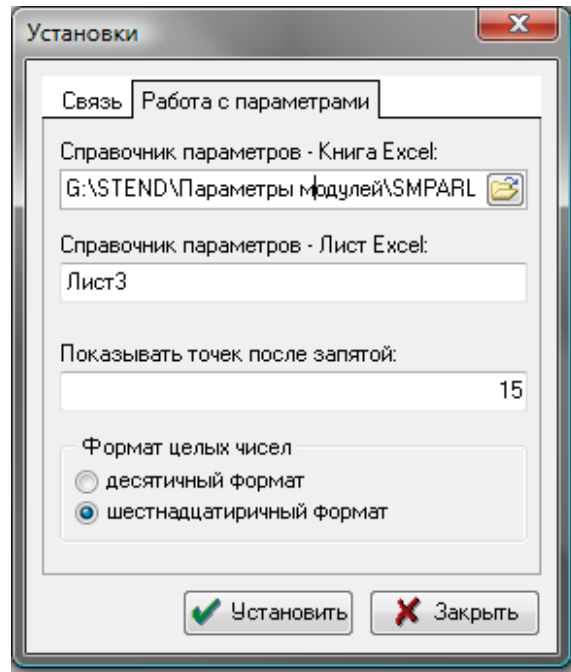 Установки
Связь Работа с параметрами
Справочник параметров - Книга Excel:
G:\STEND\Параметры модулей\SMPARL
Справочник параметров - Лист Excel:
Лист3
Показывать точек после запятой:
15
Формат целых чисел
десятичный формат
шестнадцатиричный формат
Установить Закрыть